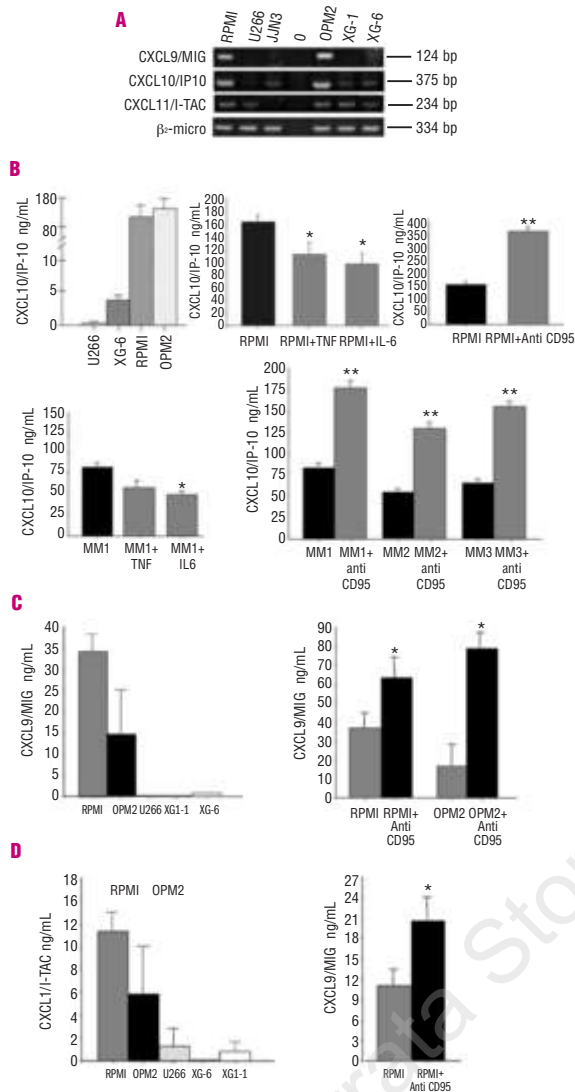 A
RPMI U266 JJN3 0 OPM2 XG-1 XG-6
CXCL9/MIG 124 bp
CXCL10/IP10 375 bp
CXCL11/I-TAC 234 bp
β2-micro 334 bp
B
CXCL10/IP-10 ng/mL
180
80
10
5
0
U266 XG-6 RPMI OPM2
CXCL10/IP-10 ng/mL
200
180
160
140
120
100
80
60
40
20
0
* *
RPMI RPMI+TNF RPMI+IL-6
CXCL10/IP-10 ng/mL
400
350
300
250
200
150
100
50
0
**
RPMI RPMI+Anti CD95
CXCL10/IP-10 ng/mL
150
125
100
75
50
25
0
*
MM1 MM1+ MM1+
TNF IL6
CXCL10/IP-10 ng/mL
200
175
150
125
100
75
50
25
0
** ** **
MM1 MM1+ MM2 MM2+ MM3 MM3+
anti anti anti
CD95 CD95 CD95
C
CXCL9/MIG ng/mL
40
35
30
25
20
15
10
5
0
RPMI OPM2 U266 XG1-1 XG-6
CXCL9/MIG ng/mL
90
80
70
60
50
40
30
20
10
0
* *
RPMI RPMI+ OPM2 OPM2+
Anti Anti
CD95 CD95
D
CXCL1/I-TAC ng/mL
18
16
14
12
10
8
6
4
2
0
RPMI OPM2
RPMI OPM2 U266 XG-6 XG1-1
CXCL9/MIG ng/mL
27
24
21
21
12
11
9
6
3
0
*
RPMI RPMI+
Anti CD95
rata Sto